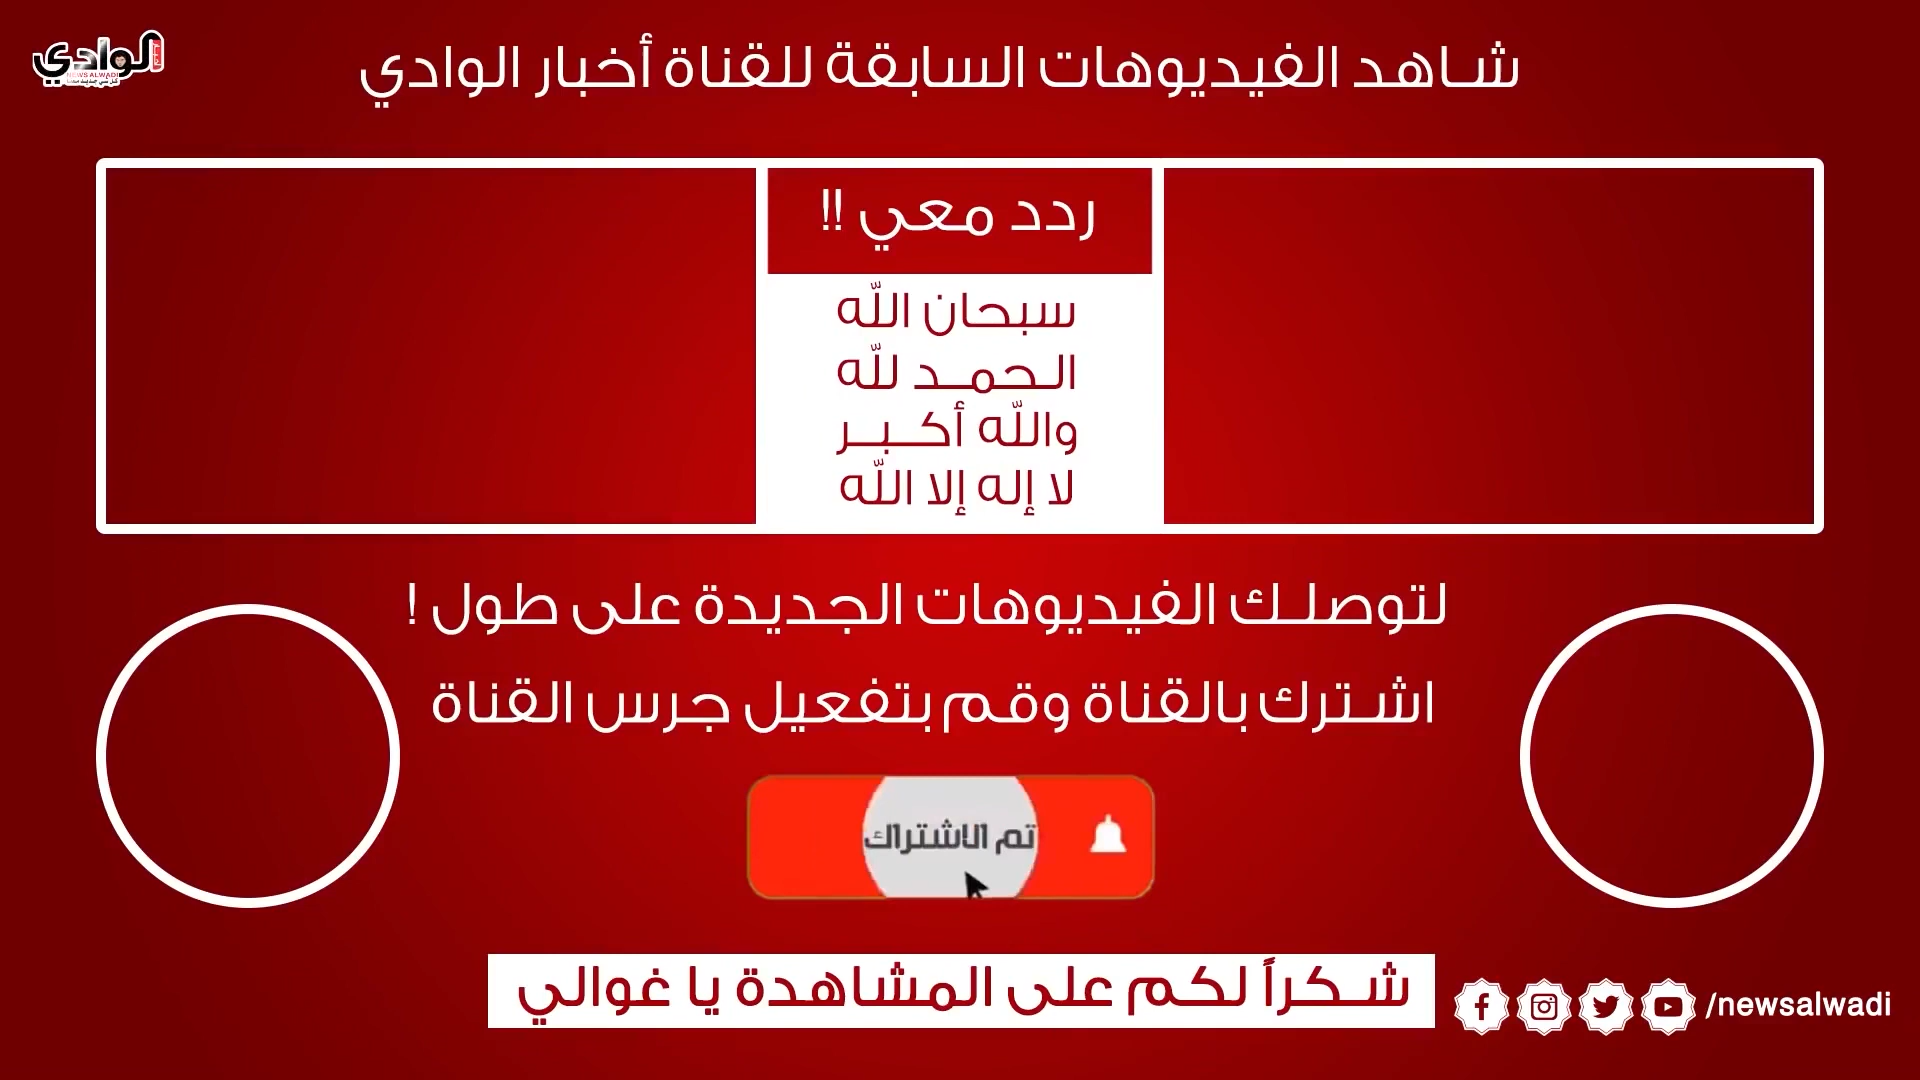 الوادي
NEWS ALWADI
شاهد الفيديوهات السابقة للقناة أخبار الوادي
ردد معي !!
سبحان الله
الحمد لله
والله أكبر
لا إله إلا الله
لتوصلك الفيديوهات الجديدة على طول !
اشترك بالقناة وقم بتفعيل جرس القناة
تم الاشتراك
شكراً لكم على المشاهدة يا غوالي
/newsalwadi